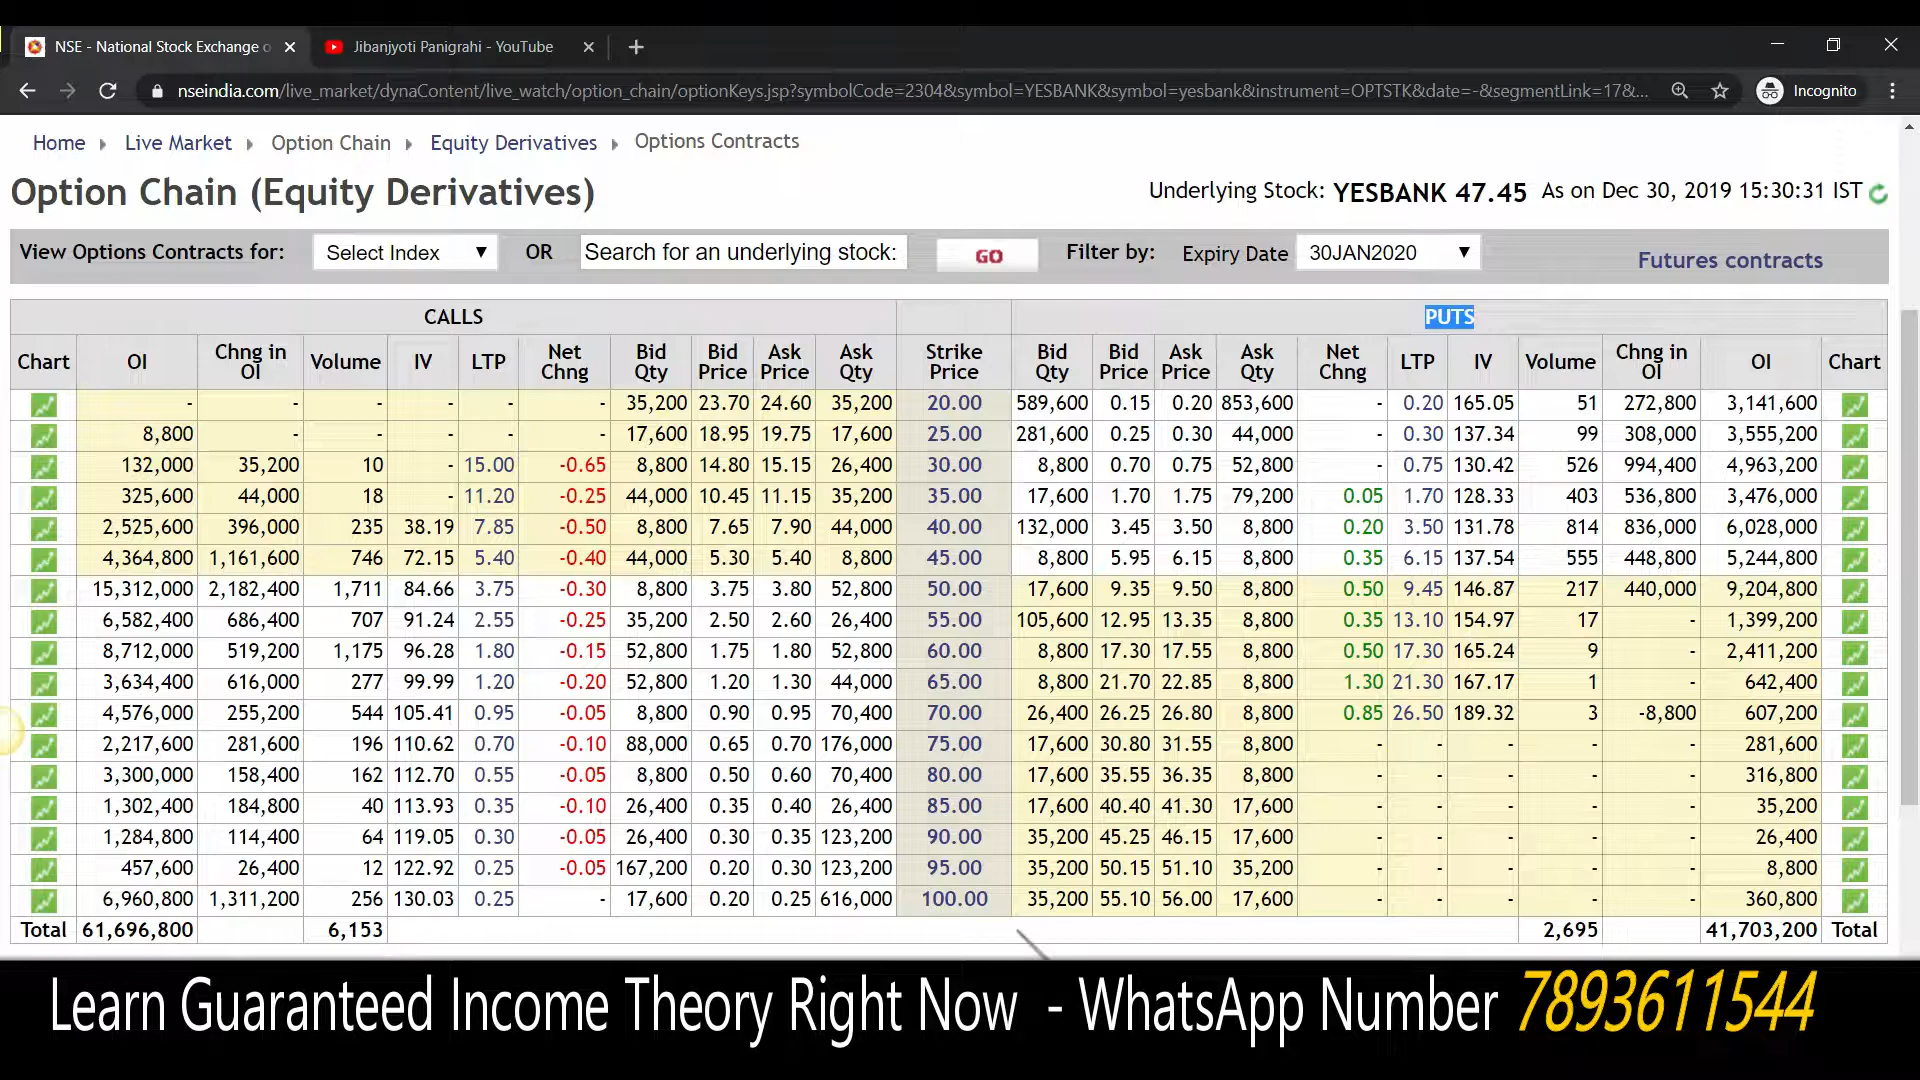 NSE - National Stock Exchange o
Jibanjyoti Panigrahi - YouTube
nseindia.com/live_market/dynaContent/live_watch/option_chain/optionKeys.jsp?symbolCode=2304&symbol=YESBANK&symbol=yesbank&instrument=OPTSTK&date=-&segmentLink=17&... Incognito
Home Live Market Option Chain Equity Derivatives Options Contracts
Option Chain (Equity Derivatives) Underlying Stock: YESBANK 47.45 As on Dec 30, 2019 15:30:31 IST
View Options Contracts for: Select Index ▼ OR Search for an underlying stock: GO Filter by: Expiry Date 30JAN2020 ▼ Futures contracts
CALLS PUTS
Chart OI Chng in OI Volume IV LTP Net Chng Bid Qty Bid Price Ask Price Ask Qty Strike Price Bid Qty Bid Price Ask Price Ask Qty Net Chng LTP IV Volume Chng in OI OI Chart
- - - - - - 35,200 23.70 24.60 35,200 20.00 589,600 0.15 0.20 853,600 - 0.20 165.05 51 272,800 3,141,600
8,800 - - - - - 17,600 18.95 19.75 17,600 25.00 281,600 0.25 0.30 44,000 - 0.30 137.34 99 308,000 3,555,200
132,000 35,200 10 - 15.00 -0.65 8,800 14.80 15.15 26,400 30.00 8,800 0.70 0.75 52,800 - 0.75 130.42 526 994,400 4,963,200
325,600 44,000 18 - 11.20 -0.25 44,000 10.45 11.15 35,200 35.00 17,600 1.70 1.75 79,200 0.05 1.70 128.33 403 536,800 3,476,000
2,525,600 396,000 235 38.19 7.85 -0.50 8,800 7.65 7.90 44,000 40.00 132,000 3.45 3.50 8,800 0.20 3.50 131.78 814 836,000 6,028,000
4,364,800 1,161,600 746 72.15 5.40 -0.40 44,000 5.30 5.40 8,800 45.00 8,800 5.95 6.15 8,800 0.35 6.15 137.54 555 448,800 5,244,800
15,312,000 2,182,400 1,711 84.66 3.75 -0.30 8,800 3.75 3.80 52,800 50.00 17,600 9.35 9.50 8,800 0.50 9.45 146.87 217 440,000 9,204,800
6,582,400 686,400 707 91.24 2.55 -0.25 35,200 2.50 2.60 26,400 55.00 105,600 12.95 13.35 8,800 0.35 13.10 154.97 17 - 1,399,200
8,712,000 519,200 1,175 96.28 1.80 -0.15 52,800 1.75 1.80 52,800 60.00 8,800 17.30 17.55 8,800 0.50 17.30 165.24 9 - 2,411,200
3,634,400 616,000 277 99.99 1.20 -0.20 52,800 1.20 1.30 44,000 65.00 8,800 21.70 22.85 8,800 1.30 21.30 167.17 1 - 642,400
4,576,000 255,200 544 105.41 0.95 -0.05 8,800 0.90 0.95 70,400 70.00 26,400 26.25 26.80 8,800 0.85 26.50 189.32 3 -8,800 607,200
2,217,600 281,600 196 110.62 0.70 -0.10 88,000 0.65 0.70 176,000 75.00 17,600 30.80 31.55 8,800 - - - - - 281,600
3,300,000 158,400 162 112.70 0.55 -0.05 8,800 0.50 0.60 70,400 80.00 17,600 35.55 36.35 8,800 - - - - - 316,800
1,302,400 184,800 40 113.93 0.35 -0.10 26,400 0.35 0.40 26,400 85.00 17,600 40.40 41.30 17,600 - - - - - 35,200
1,284,800 114,400 64 119.05 0.30 -0.05 26,400 0.30 0.35 123,200 90.00 35,200 45.25 46.15 17,600 - - - - - 26,400
457,600 26,400 12 122.92 0.25 -0.05 167,200 0.20 0.30 123,200 95.00 35,200 50.15 51.10 35,200 - - - - - 8,800
6,960,800 1,311,200 256 130.03 0.25 - 17,600 0.20 0.25 616,000 100.00 35,200 55.10 56.00 17,600 - - - - - 360,800
Total 61,696,800 6,153 2,695 41,703,200 Total
Learn Guaranteed Income Theory Right Now - WhatsApp Number 7893611544